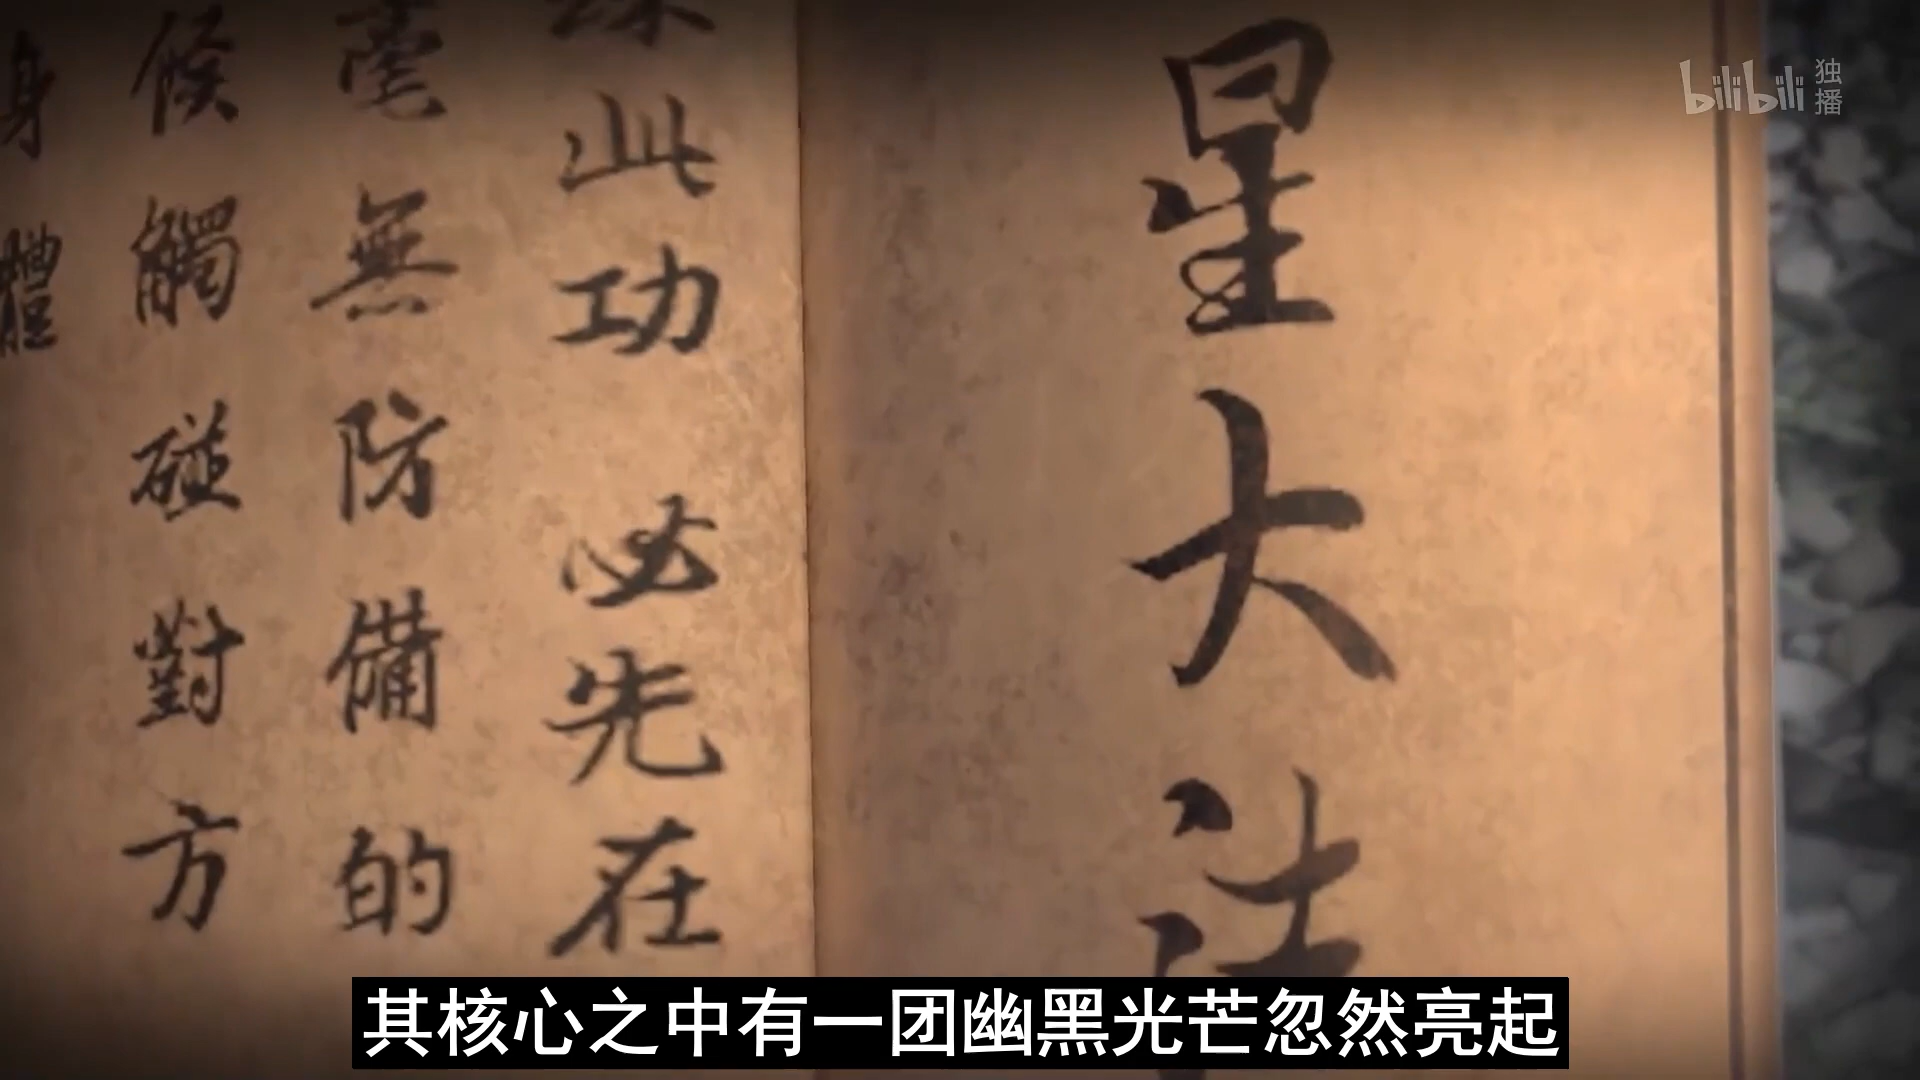 星大法
此功 必先在
毫無防備的
候觸碰對方
身體
bilibili 独播
其核心之中有一团幽黑光芒忽然亮起